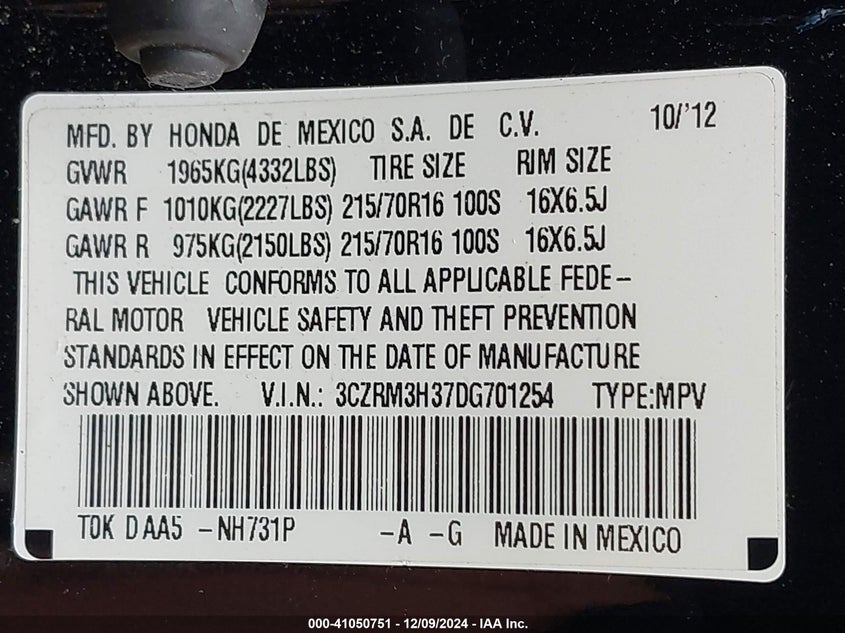 MFD. BY HONDA DE MEXICO S.A. DE C.V. 10/'12
GVWR 1965KG(4332LBS) TIRE SIZE RIM SIZE
GAWR F 1010KG(2227LBS) 215/70R16 100S 16X6.5J
GAWR R 975KG(2150LBS) 215/70R16 100S 16X6.5J
THIS VEHICLE CONFORMS TO ALL APPLICABLE FEDE-
RAL MOTOR VEHICLE SAFETY AND THEFT PREVENTION
STANDARDS IN EFFECT ON THE DATE OF MANUFACTURE
SHOWN ABOVE. V.I.N.: 3CZRM3H37DG701254 TYPE:MPV
T0K D AA5 -NH731P -A -G MADE IN MEXICO
000-41050751 - 12/09/2024 - IAA Inc.